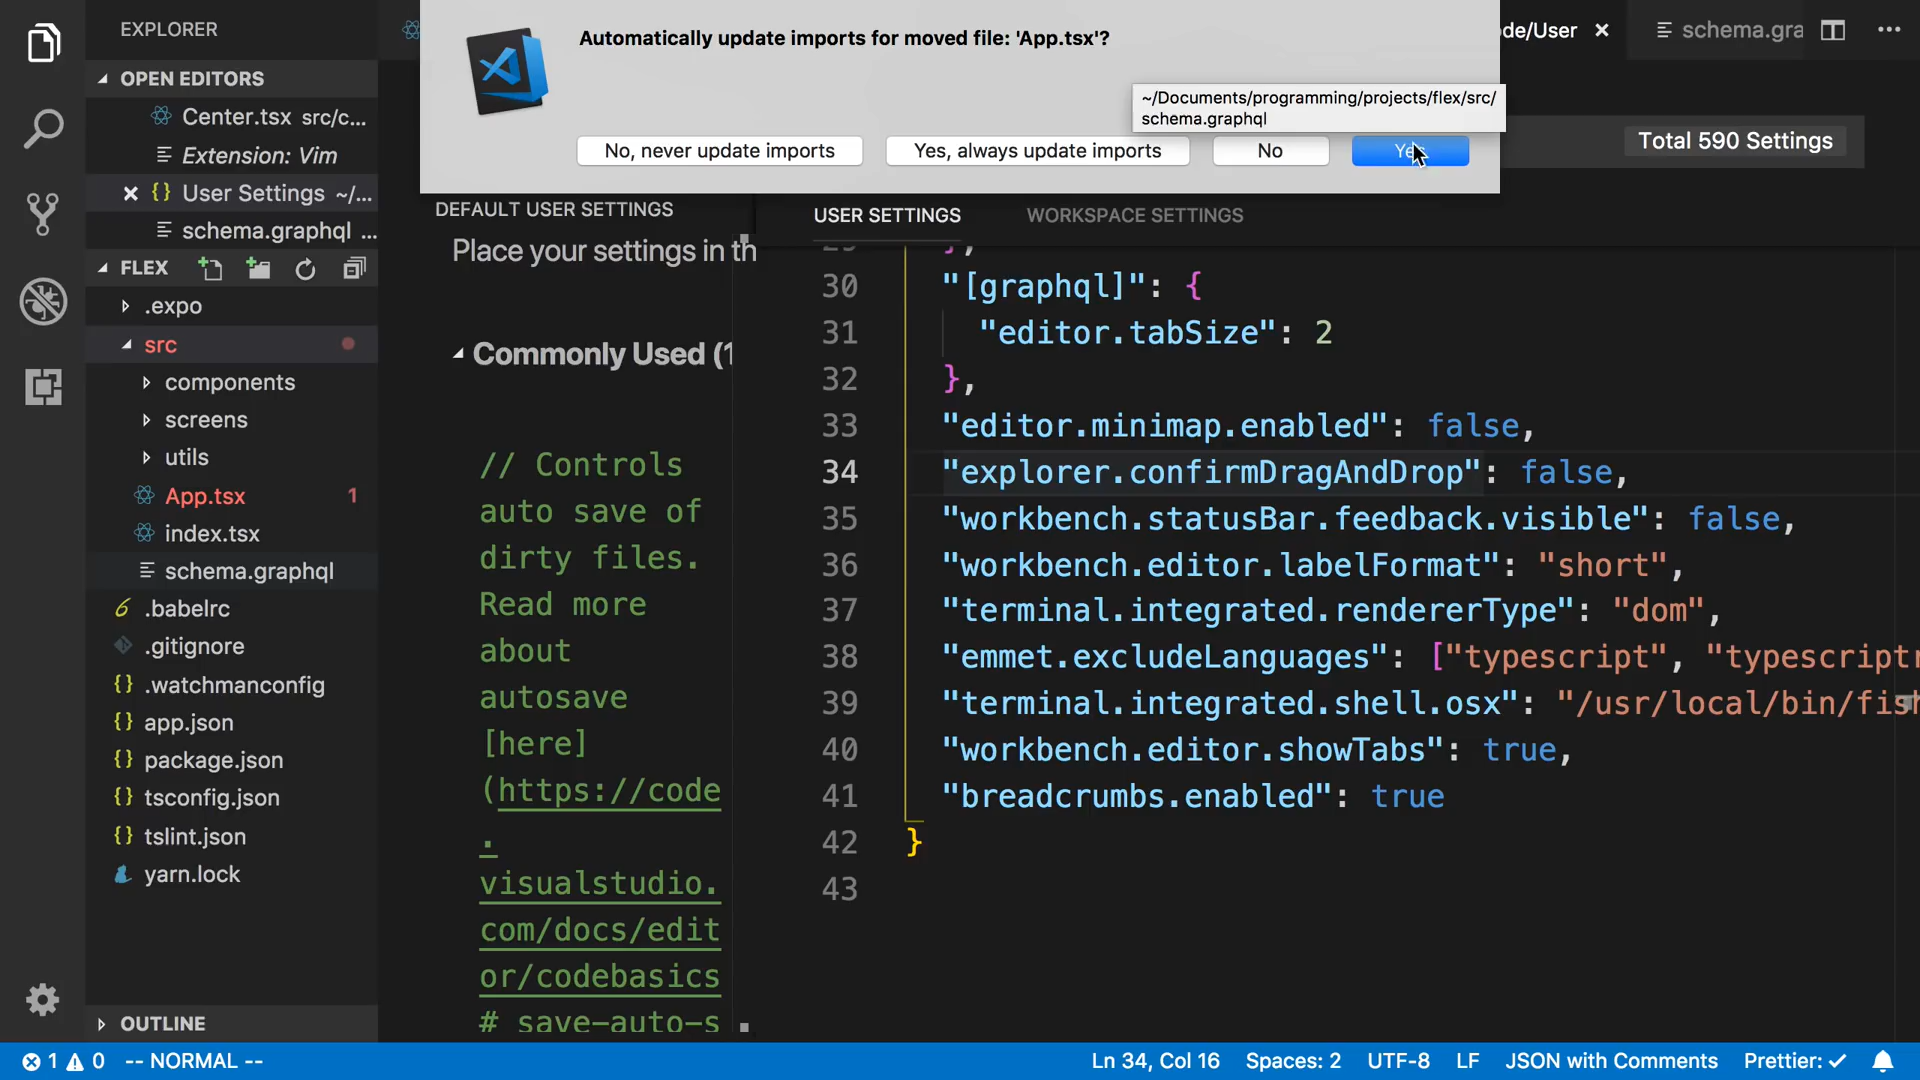 EXPLORER
OPEN EDITORS
Center.tsx src/c...
Extension: Vim
User Settings ~/...
schema.graphql ...
FLEX
.expo
src
components
screens
utils
App.tsx 1
index.tsx
schema.graphql
.babelrc
.gitignore
.watchmanconfig
app.json
package.json
tsconfig.json
tslint.json
yarn.lock
OUTLINE
Automatically update imports for moved file: 'App.tsx'?
~/Documents/programming/projects/flex/src/
schema.graphql
No, never update imports
Yes, always update imports
No
Yes
ode/User
schema.gra
Total 590 Settings
DEFAULT USER SETTINGS
Place your settings in th
Commonly Used (1
// Controls
auto save of
dirty files.
Read more
about
autosave
[here]
(https://code
.
visualstudio.
com/docs/edit
or/codebasics
# save-auto-s
USER SETTINGS
WORKSPACE SETTINGS
29 },
30 "[graphql]": {
31 "editor.tabSize": 2
32 },
33 "editor.minimap.enabled": false,
34 "explorer.confirmDragAndDrop": false,
35 "workbench.statusBar.feedback.visible": false,
36 "workbench.editor.labelFormat": "short",
37 "terminal.integrated.rendererType": "dom",
38 "emmet.excludeLanguages": ["typescript", "typescriptr
39 "terminal.integrated.shell.osx": "/usr/local/bin/fish
40 "workbench.editor.showTabs": true,
41 "breadcrumbs.enabled": true
42 }
43
1 0 -- NORMAL --
Ln 34, Col 16 Spaces: 2 UTF-8 LF JSON with Comments Prettier: ✓